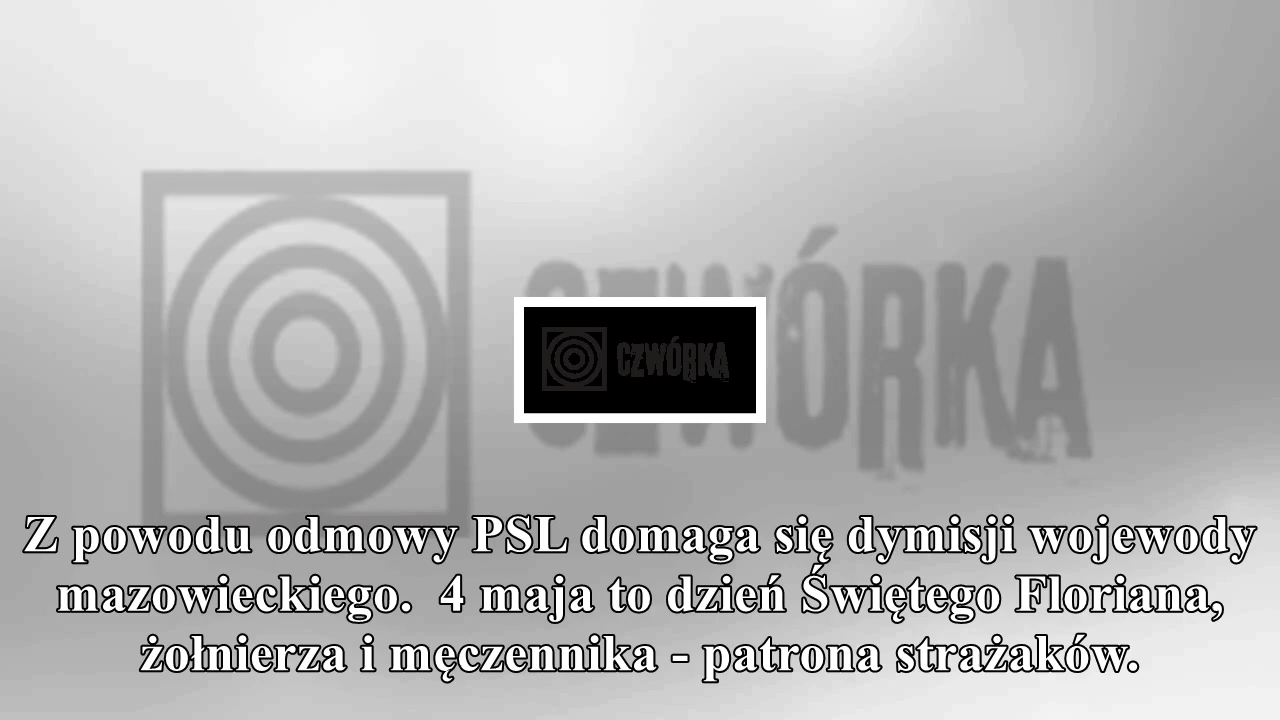 CZWÓRKA
CZWÓRKA
Z powodu odmowy PSL domaga się dymisji wojewody
mazowieckiego.  4 maja to dzień Świętego Floriana,
żołnierza i męczennika - patrona strażaków.